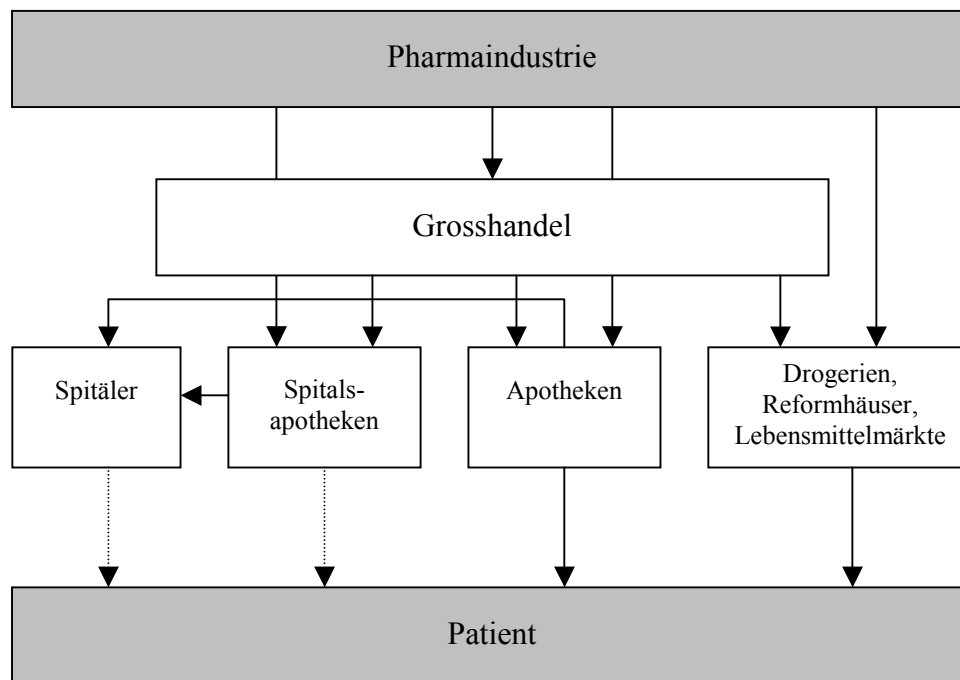 Pharmaindustrie
Grosshandel
Spitäler
Spitals-
apotheken
Apotheken
Drogerien,
Reformhäuser,
Lebensmittelmärkte
Patient